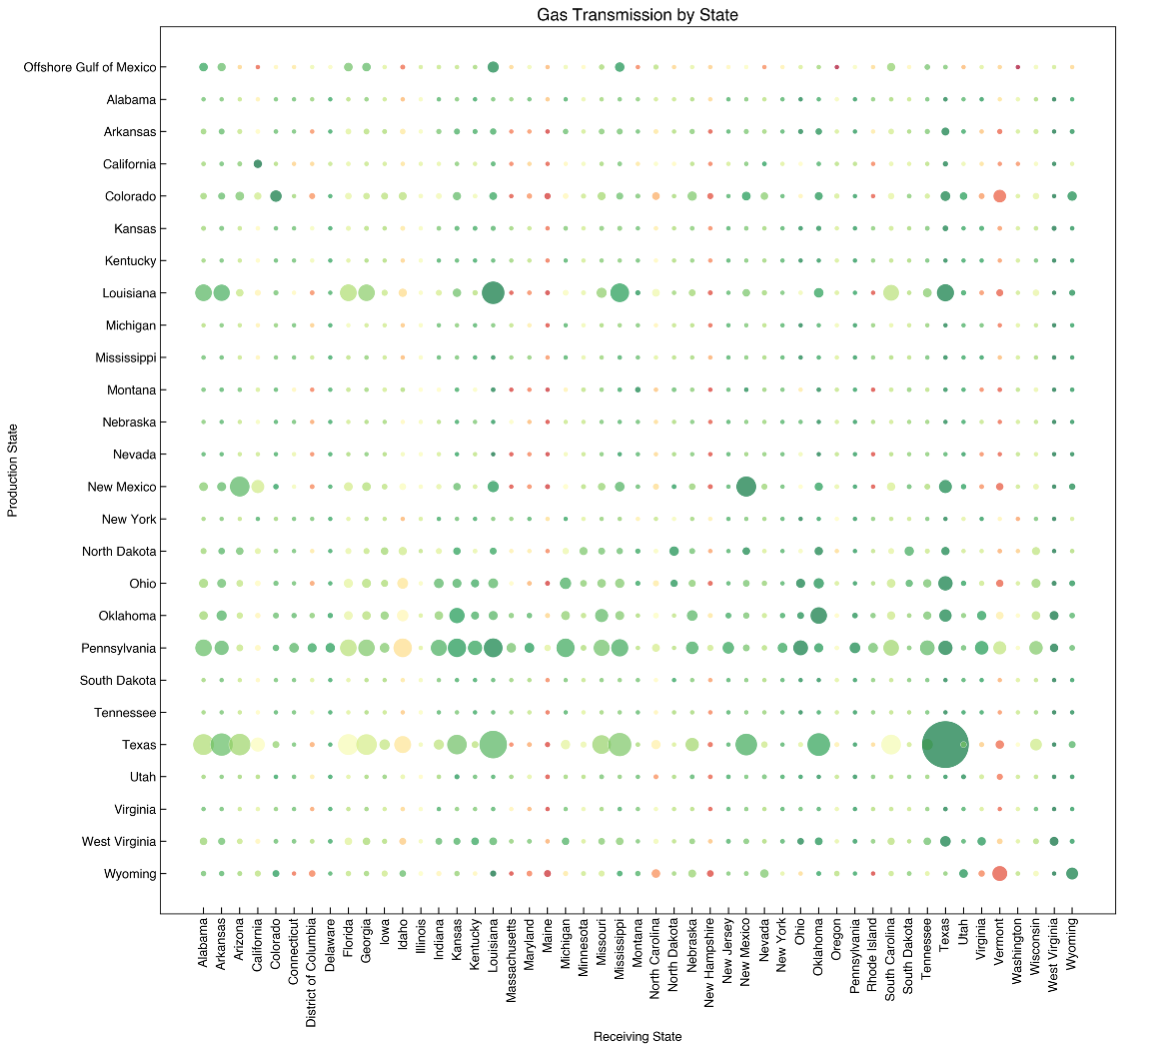 Gas Transmission by State
Production State
Offshore Gulf of Mexico
Alabama
Arkansas
California
Colorado
Kansas
Kentucky
Louisiana
Michigan
Mississippi
Montana
Nebraska
Nevada
New Mexico
New York
North Dakota
Ohio
Oklahoma
Pennsylvania
South Dakota
Tennessee
Texas
Utah
Virginia
West Virginia
Wyoming
Alabama
Arkansas
Arizona
California
Colorado
Connecticut
District of Columbia
Delaware
Florida
Georgia
Iowa
Idaho
Illinois
Indiana
Kansas
Kentucky
Louisiana
Massachusetts
Maryland
Maine
Michigan
Minnesota
Missouri
Mississippi
Montana
North Carolina
North Dakota
Nebraska
New Hampshire
New Jersey
New Mexico
Nevada
New York
Ohio
Oklahoma
Oregon
Pennsylvania
Rhode Island
South Carolina
South Dakota
Tennessee
Texas
Utah
Virginia
Vermont
Washington
Wisconsin
West Virginia
Wyoming
Receiving State